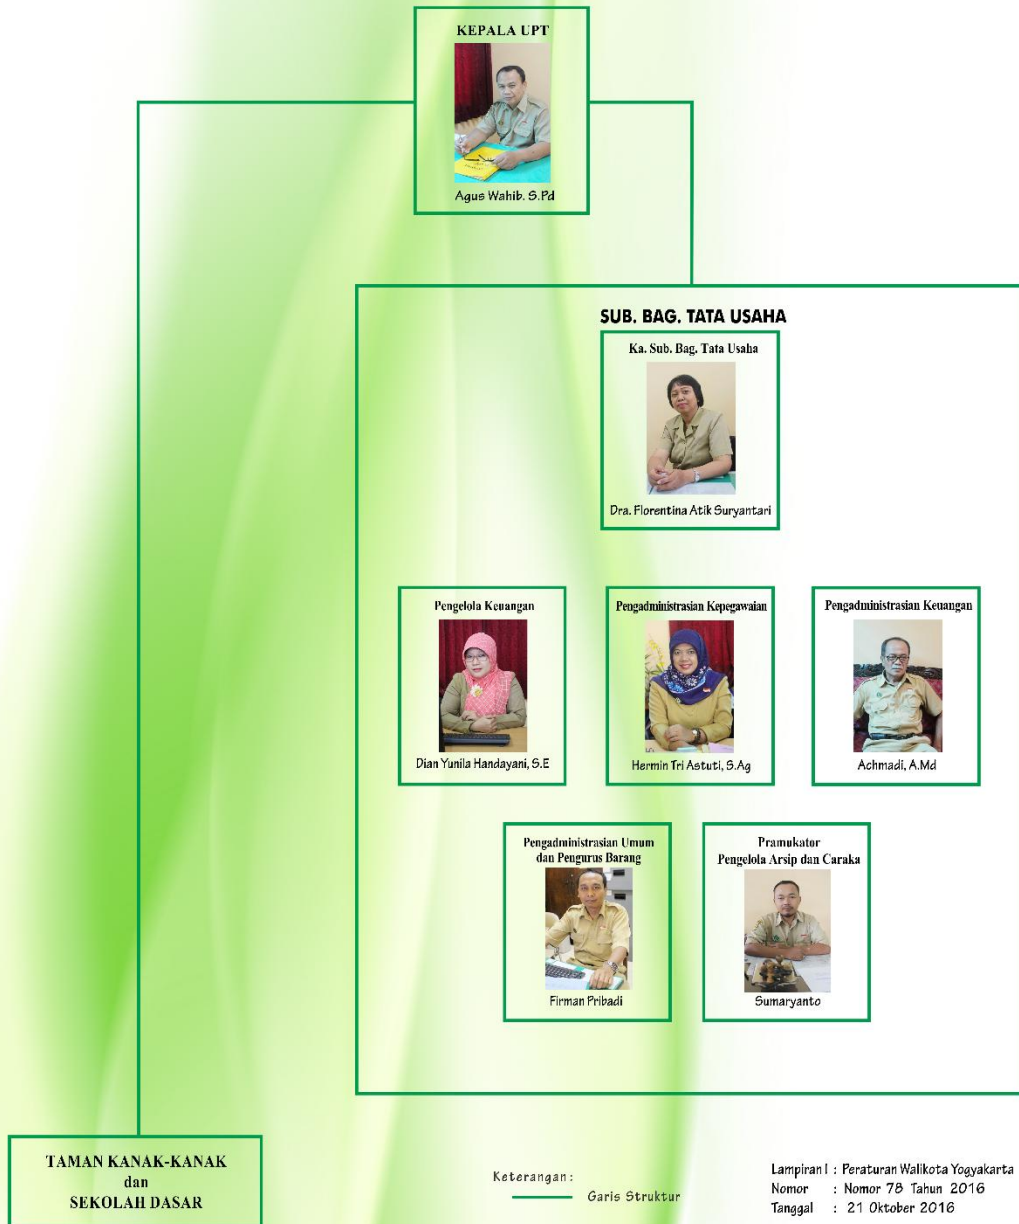 KEPALA UPT
Agus Wahib. S.Pd
SUB. BAG. TATA USAHA
Ka. Sub. Bag. Tata Usaha
Dra. Florentina Atik Suryantari
Pengelola Keuangan
Dian Yunila Handayani, S.E
Pengadministrasian Kepegawaian
Hermin Tri Astuti, S.Ag
Pengadministrasian Keuangan
Achmadi, A.Md
Pengadministrasian Umum
dan Pengurus Barang
Firman Pribadi
Pramukator
Pengelola Arsip dan Caraka
Sumaryanto
TAMAN KANAK-KANAK
dan
SEKOLAH DASAR
Keterangan :
Garis Struktur
Lampiran I : Peraturan Walikota Yogyakarta
Nomor : Nomor 78 Tahun 2016
Tanggal : 21 Oktober 2016